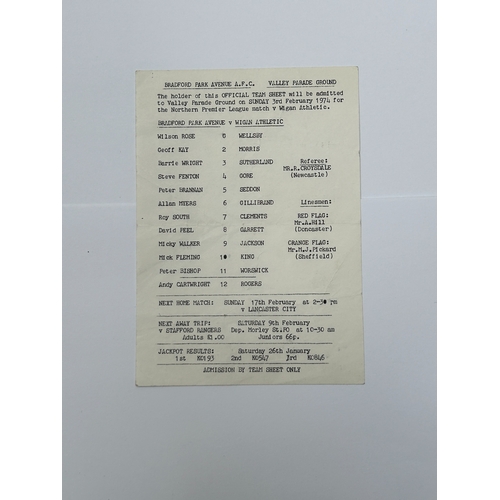 BRADFORD PARK AVENUE A.F.C. VALLEY PARADE GROUND
The holder of this OFFICIAL TEAM SHEET will be admitted
to Valley Parade Ground on SUNDAY 3rd February 1974 for
the Northern Premier League match v Wigan Athletic.
BRADFORD PARK AVENUE v WIGAN ATHLETIC
Wilson ROSE 1 WELLSBY
Geoff KAY 2 MORRIS
Barrie WRIGHT 3 SUTHERLAND Referee:
MR.R.CROYSDALE
Steve FENTON 4 GORE (Newcastle)
Peter BRANNAN 5 SEDDON
Allan MYERS 6 GILLIBRAND Linesmen:
Roy SOUTH 7 CLEMENTS RED FLAG:
Mr.A.Hill
David PEEL 8 GARRETT (Doncaster)
Micky WALKER 9 JACKSON ORANGE FLAG:
Mr.M.J.Pickard
Mick FLEMING 10 KING (Sheffield)
Peter BISHOP 11 WORSWICK
Andy CARTWRIGHT 12 ROGERS
NEXT HOME MATCH: SUNDAY 17th February at 2-30 pm
v LANCASTER CITY
NEXT AWAY TRIP: SATURDAY 9th February
v STAFFORD RANGERS Dep. Morley St.PO at 10-30 am
Adults £1.00 Juniors 66p.
JACKPOT RESULTS: Saturday 26th January
1st K0193 2nd K0547 3rd K0846
ADMISSION BY TEAM SHEET ONLY